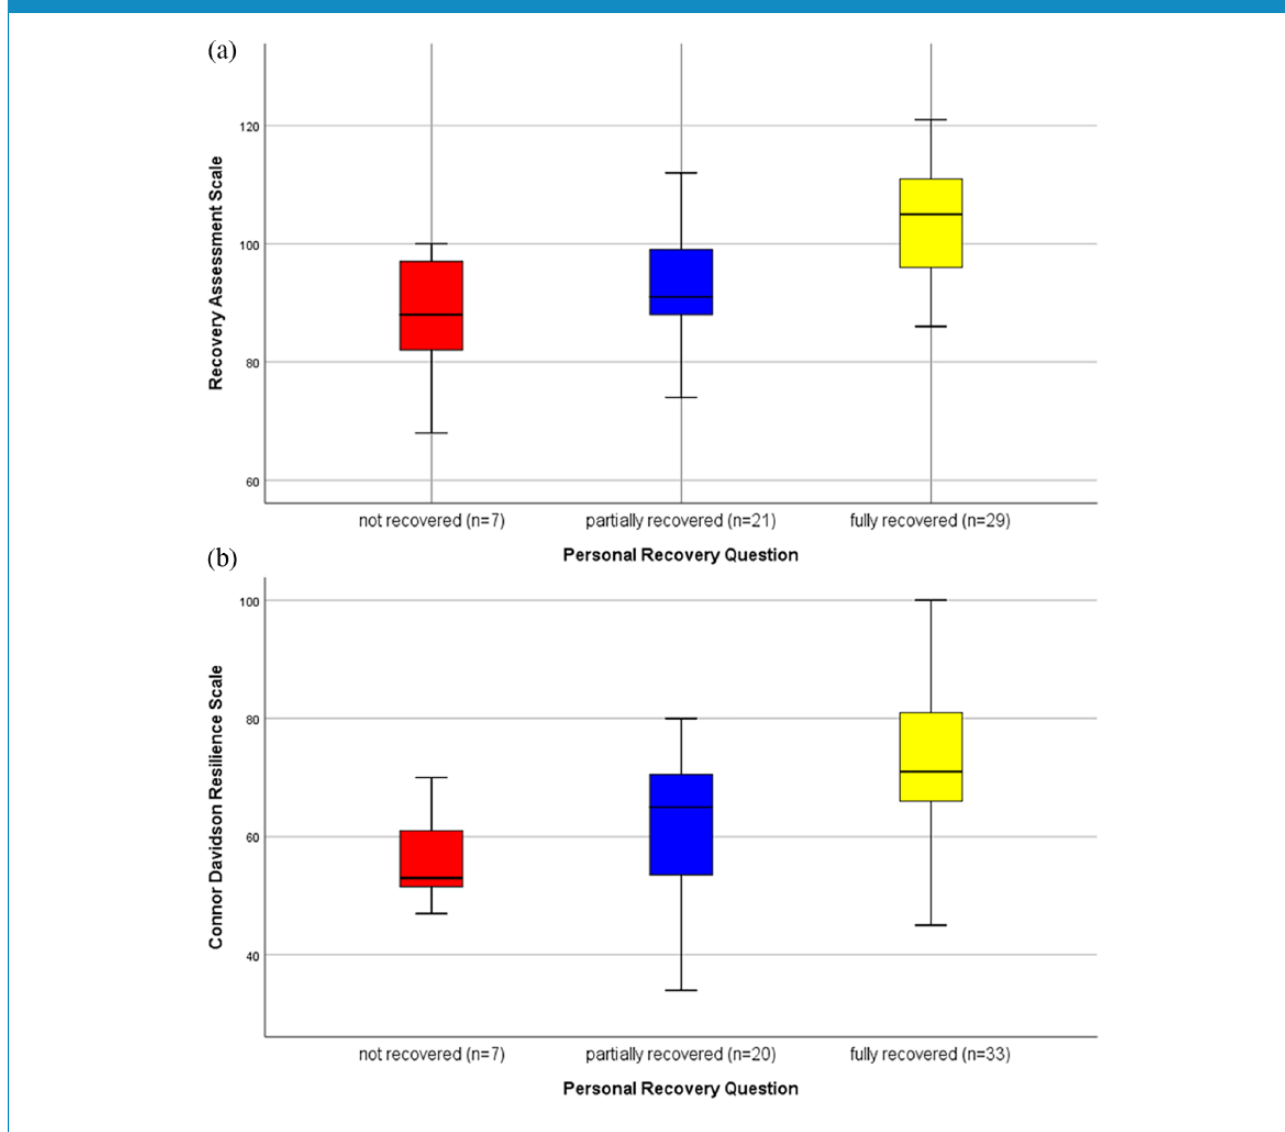 (a)
120
100
80
60
Recovery Assessment Scale
not recovered (n=7) partially recovered (n=21) fully recovered (n=29)
Personal Recovery Question
(b)
100
80
60
40
Connor Davidson Resilience Scale
not recovered (n=7) partially recovered (n=20) fully recovered (n=33)
Personal Recovery Question